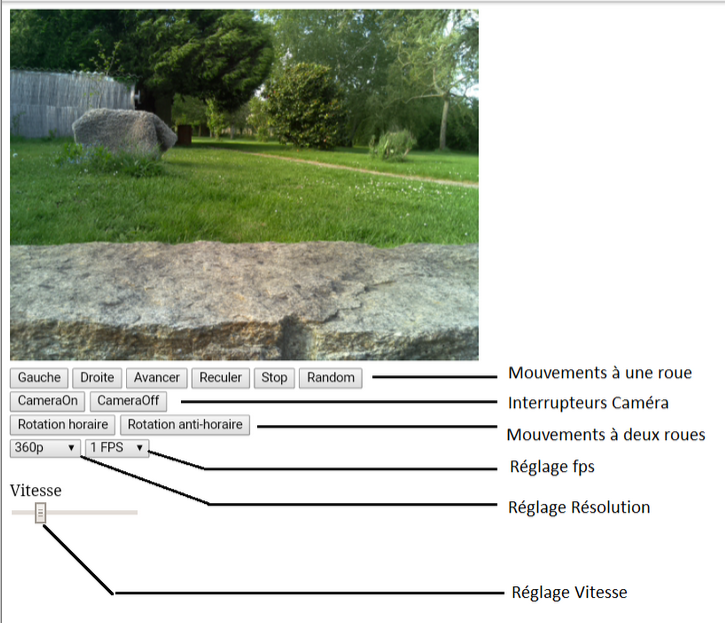 Gauche Droite Avancer Reculer Stop Random Mouvements à une roue
CameraOn CameraOff Interrupteurs Caméra
Rotation horaire Rotation anti-horaire Mouvements à deux roues
360p 1 FPS Réglage fps
Vitesse Réglage Résolution
Réglage Vitesse